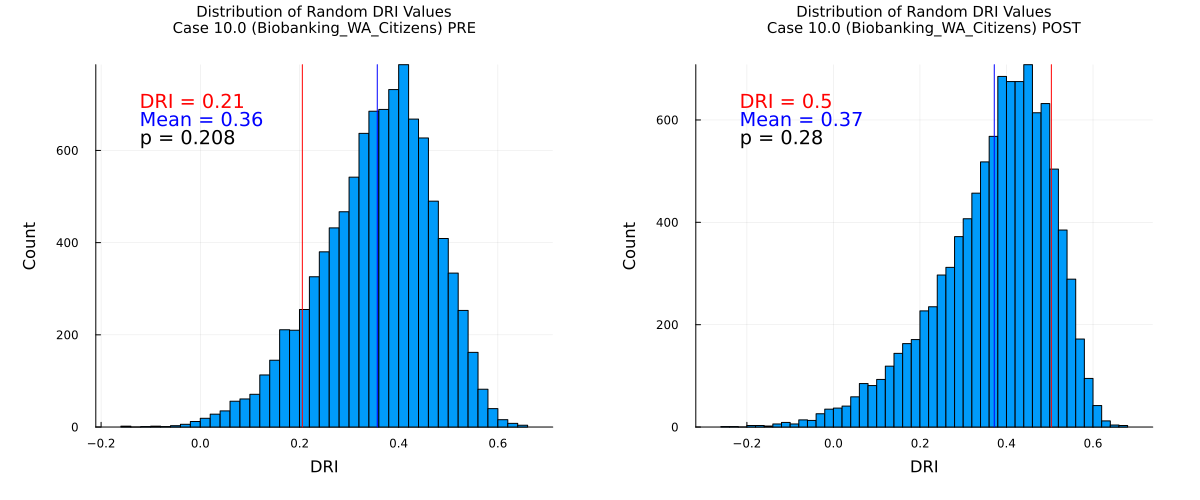 Distribution of Random DRI Values
Case 10.0 (Biobanking_WA_Citizens) PRE
DRI = 0.21
Mean = 0.36
p = 0.208
Count
600
400
200
0
−0.2
0.0
0.2
0.4
0.6
DRI
Distribution of Random DRI Values
Case 10.0 (Biobanking_WA_Citizens) POST
DRI = 0.5
Mean = 0.37
p = 0.28
Count
600
400
200
0
−0.2
0.0
0.2
0.4
0.6
DRI